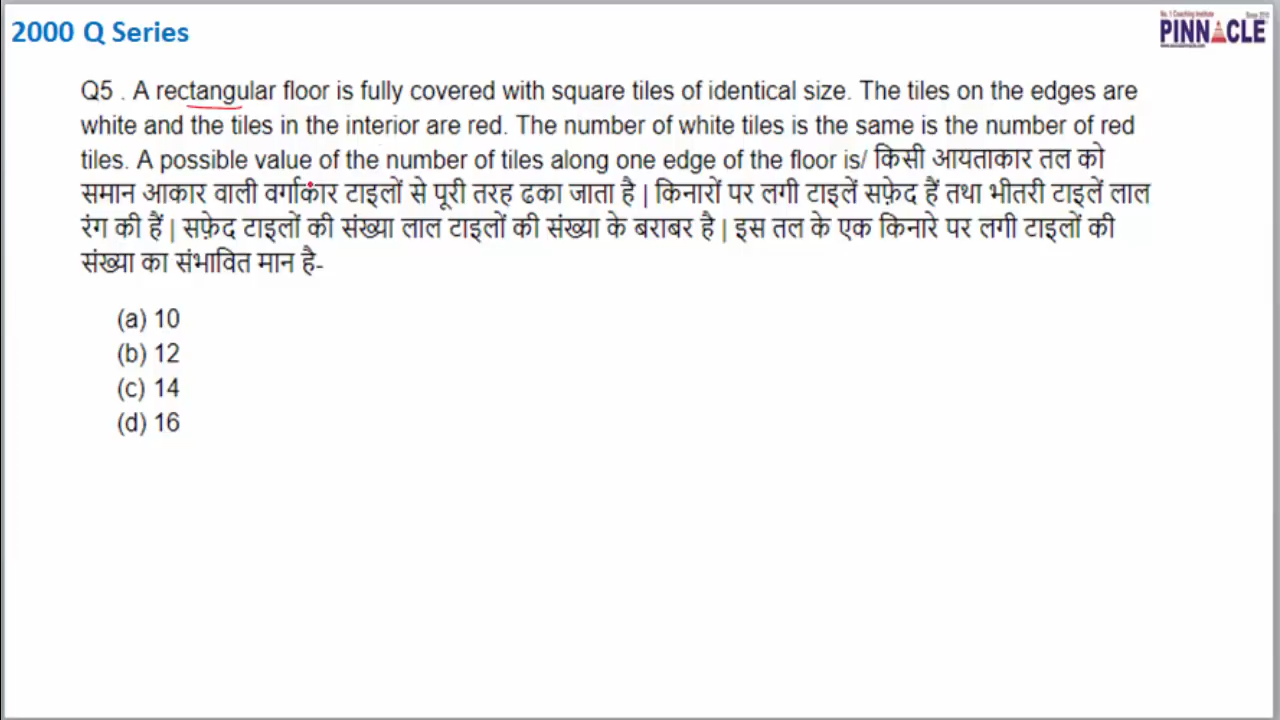 2000 Q Series
No. 1 Coaching Institute
PINNACLE
Q5 . A rectangular floor is fully covered with square tiles of identical size. The tiles on the edges are
white and the tiles in the interior are red. The number of white tiles is the same is the number of red
tiles. A possible value of the number of tiles along one edge of the floor is/ किसी आयताकार तल को
समान आकार वाली वर्गाकार टाइलों से पूरी तरह ढका जाता है | किनारों पर लगी टाइलें सफ़ेद हैं तथा भीतरी टाइलें लाल
रंग की हैं | सफ़ेद टाइलों की संख्या लाल टाइलों की संख्या के बराबर है | इस तल के एक किनारे पर लगी टाइलों की
संख्या का संभावित मान है-
(a) 10
(b) 12
(c) 14
(d) 16